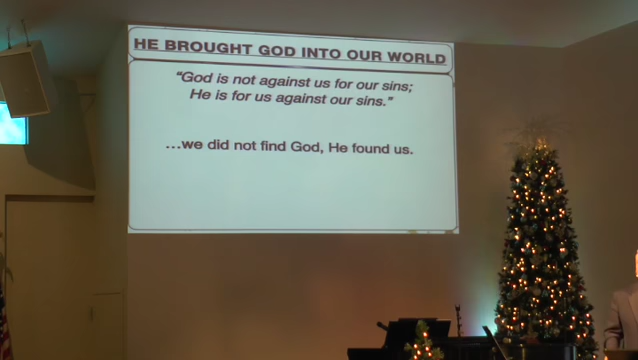 HE BROUGHT GOD INTO OUR WORLD
"God is not against us for our sins;
He is for us against our sins."
...we did not find God, He found us.